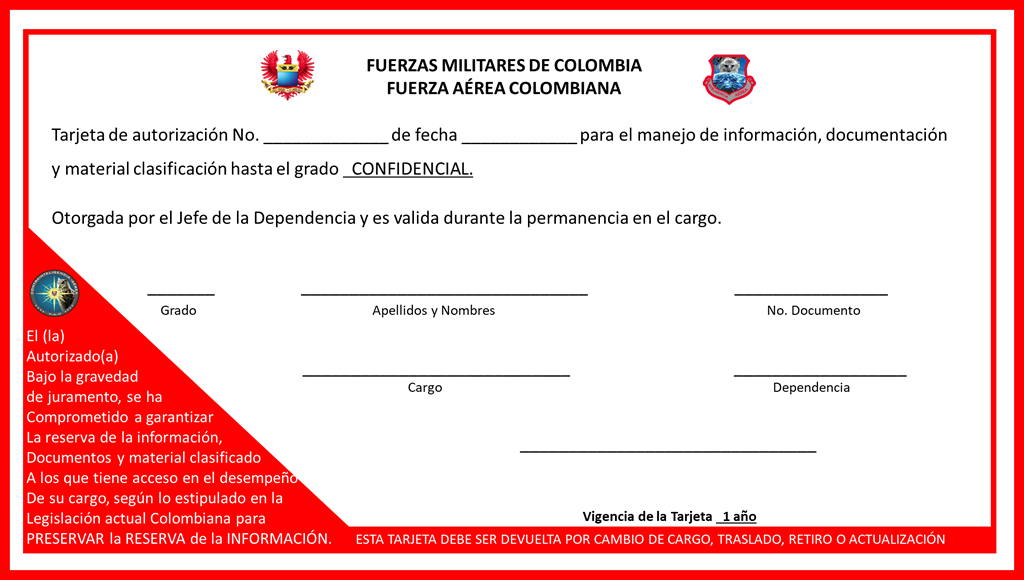 FUERZAS MILITARES DE COLOMBIA
FUERZA AÉREA COLOMBIANA
Tarjeta de autorización No. _____________ de fecha ____________ para el manejo de información, documentación
y material clasificación hasta el grado _CONFIDENCIAL.
Otorgada por el Jefe de la Dependencia y es valida durante la permanencia en el cargo.
Grado
Apellidos y Nombres
No. Documento
Cargo
Dependencia
El (la)
Autorizado(a)
Bajo la gravedad
de juramento, se ha
Comprometido a garantizar
La reserva de la información,
Documentos y material clasificado
A los que tiene acceso en el desempeño
De su cargo, según lo estipulado en la
Legislación actual Colombiana para
PRESERVAR la RESERVA de la INFORMACIÓN.
Vigencia de la Tarjeta _1 año
ESTA TARJETA DEBE SER DEVUELTA POR CAMBIO DE CARGO, TRASLADO, RETIRO O ACTUALIZACIÓN